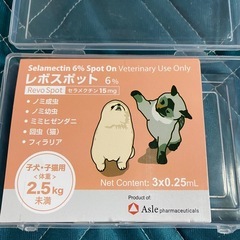 Selamectin 6% Spot On Veterinary Use Only
レボスポット 6%
Revo Spot セラメクチン 15mg
・ノミ成虫
・ノミ幼虫
・ミミヒゼンダニ
・回虫(猫)
・フィラリア
子犬・子猫用
<体重>
2.5kg
未満
Net Content: 3x0.25mL
Product of
Asle
pharmaceuticals